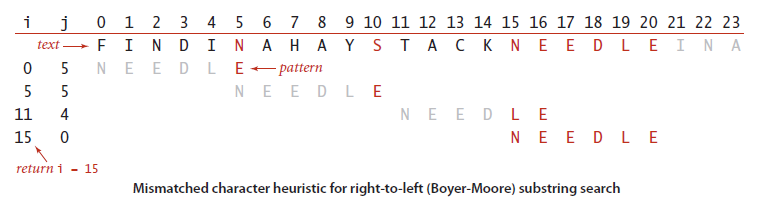 i j 0 1 2 3 4 5 6 7 8 9 10 11 12 13 14 15 16 17 18 19 20 21 22 23
text → F I N D I N A H A Y S T A C K N E E D L E I N A
0 5 N E E D L E ← pattern
5 5 N E E D L E
11 4 N E E D L E
15 0 N E E D L E
return i - 15
Mismatched character heuristic for right-to-left (Boyer-Moore) substring search